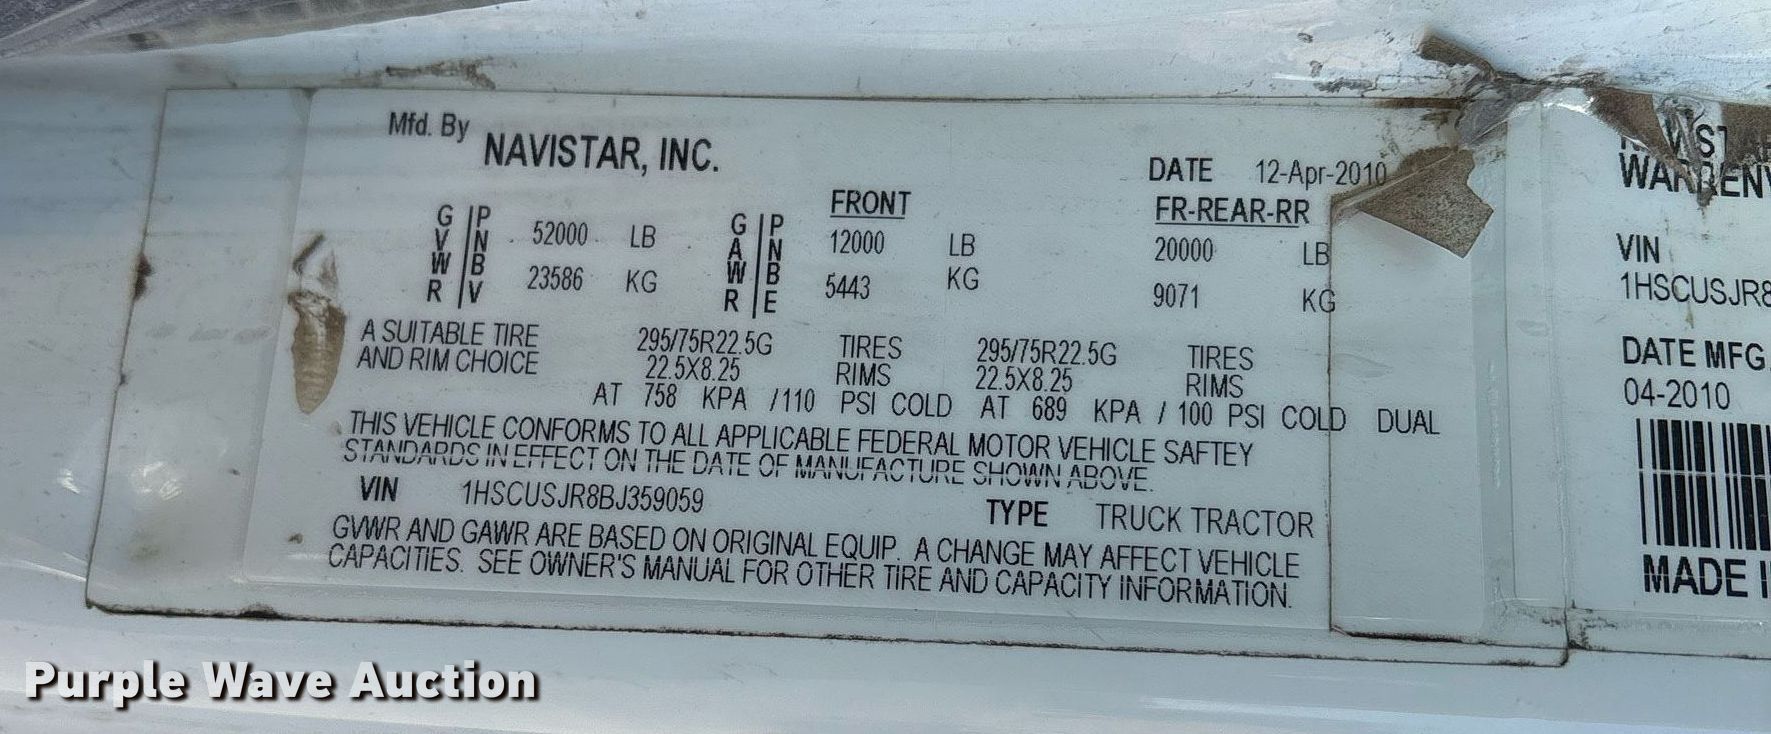 Mfd. By NAVISTAR, INC.
DATE 12-Apr-2010
FRONT FR-REAR-RR
GVWR PNBV 52000 LB GAWR PNBE 12000 LB 20000 LB
23586 KG 5443 KG 9071 KG
A SUITABLE TIRE 295/75R22.5G TIRES 295/75R22.5G TIRES
AND RIM CHOICE 22.5X8.25 RIMS 22.5X8.25 RIMS
AT 758 KPA /110 PSI COLD AT 689 KPA / 100 PSI COLD DUAL
THIS VEHICLE CONFORMS TO ALL APPLICABLE FEDERAL MOTOR VEHICLE SAFTEY
STANDARDS IN EFFECT ON THE DATE OF MANUFACTURE SHOWN ABOVE.
VIN 1HSCUSJR8BJ359059 TYPE TRUCK TRACTOR
GVWR AND GAWR ARE BASED ON ORIGINAL EQUIP. A CHANGE MAY AFFECT VEHICLE
CAPACITIES. SEE OWNER'S MANUAL FOR OTHER TIRE AND CAPACITY INFORMATION.
VIN
1HSCUSJR8
DATE MFG.
04-2010
MADE I
Purple Wave Auction